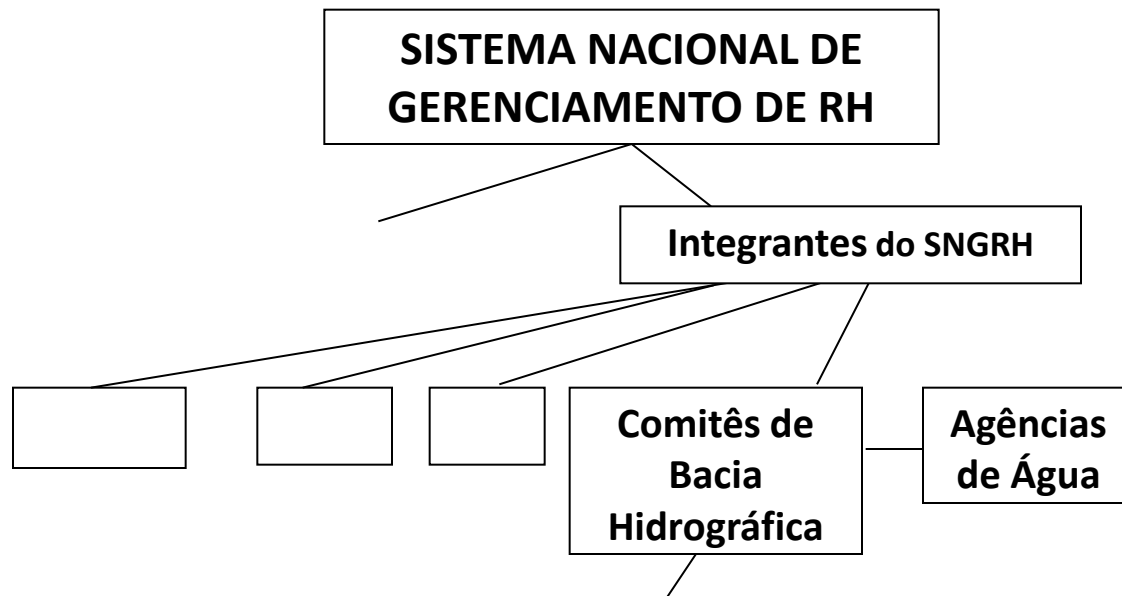 SISTEMA NACIONAL DE
GERENCIAMENTO DE RH
Integrantes do SNGRH
Comitês de
Bacia
Hidrográfica
Agências
de Água